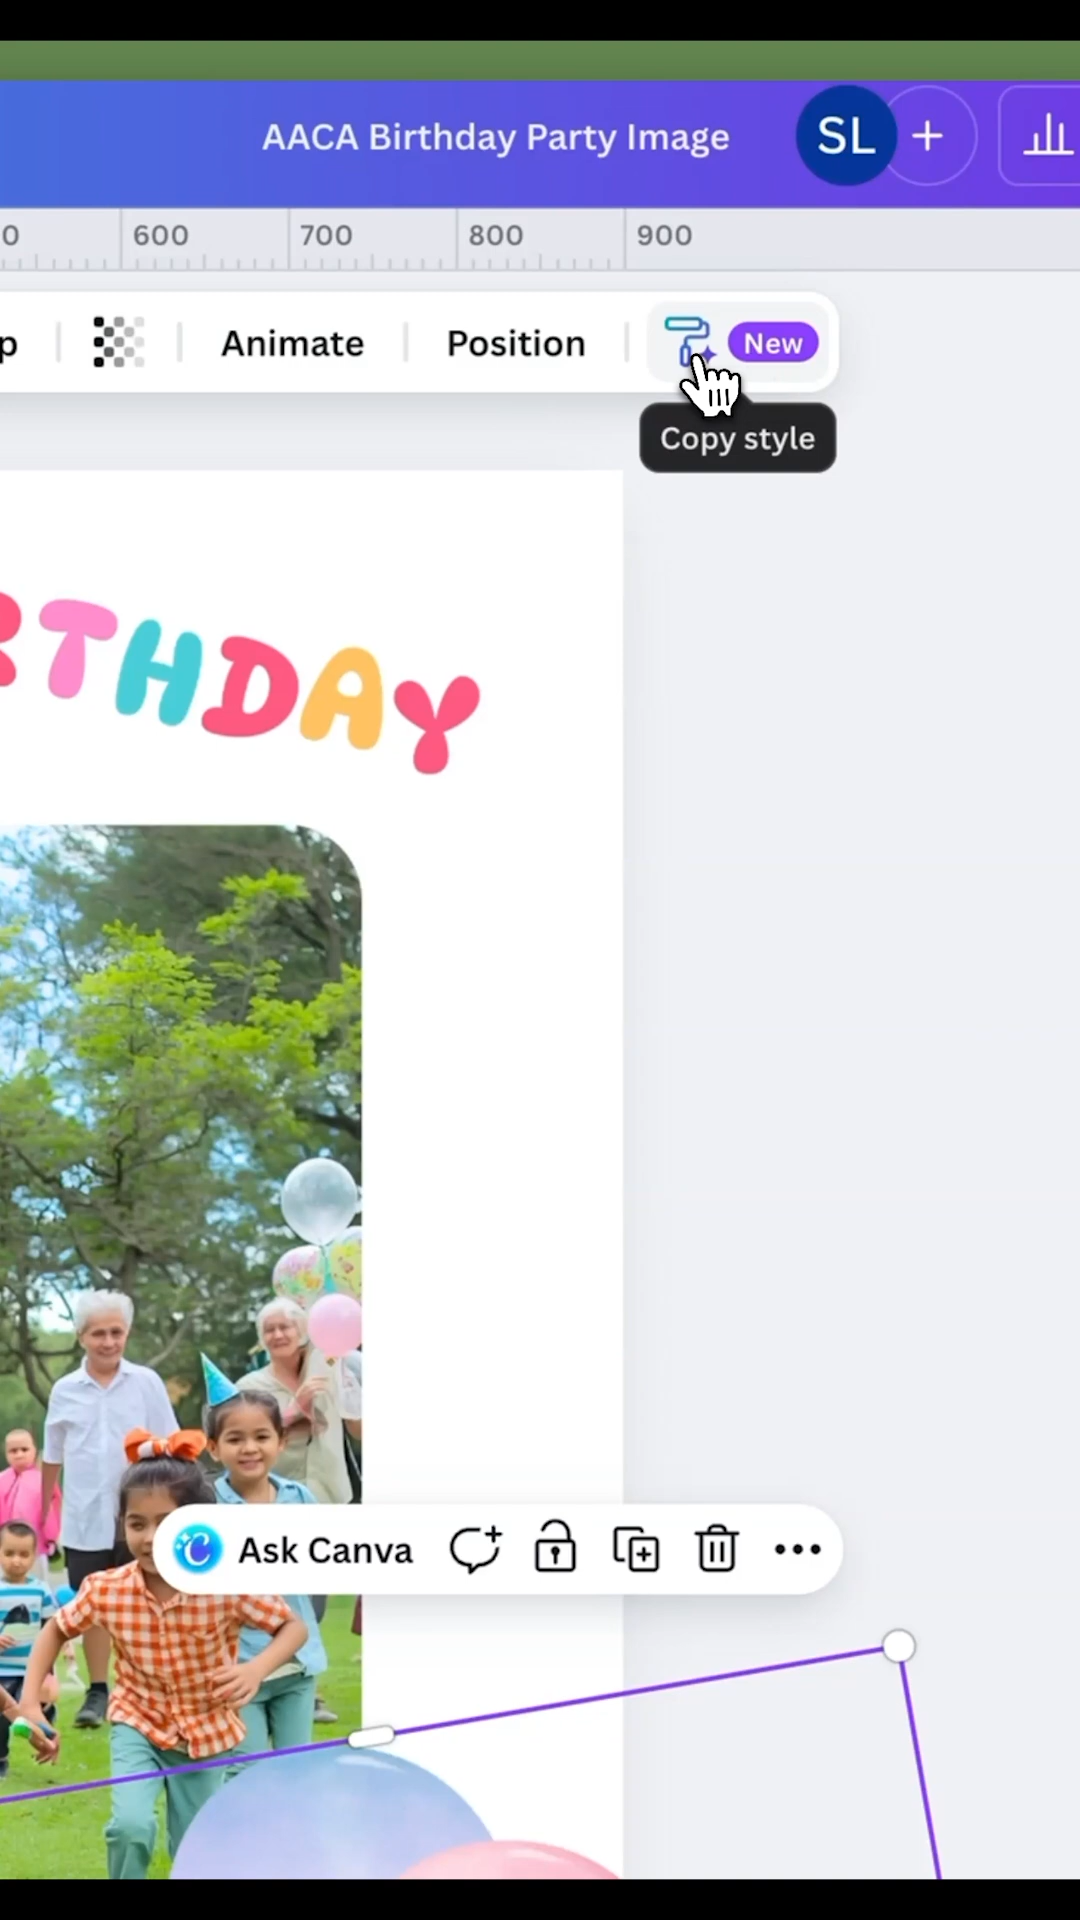 AACA Birthday Party Image
SL
600 700 800 900
Animate
Position
New
Copy style
THDAY
Ask Canva